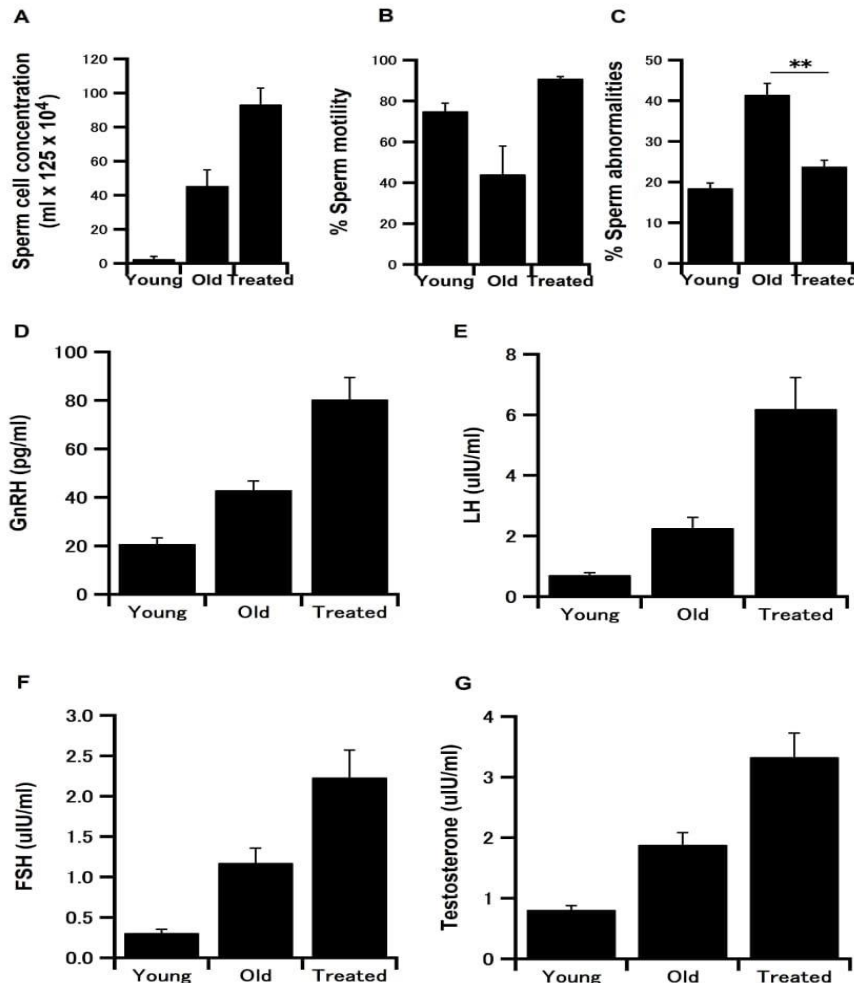 A
Sperm cell concentration
(ml x 125 x 10⁴)
120
100
80
60
40
20
0
Young Old Treated
B
% Sperm motility
100
80
60
40
20
0
Young Old Treated
C
% Sperm abnormalities
50
40
30
20
10
0
**
Young Old Treated
D
GnRH (pg/ml)
100
80
60
40
20
0
Young Old Treated
E
LH (uIU/ml)
8
6
4
2
0
Young Old Treated
F
FSH (uIU/ml)
3.0
2.5
2.0
1.5
1.0
0.5
0.0
Young Old Treated
G
Testosterone (uIU/ml)
4
3
2
1
0
Young Old Treated